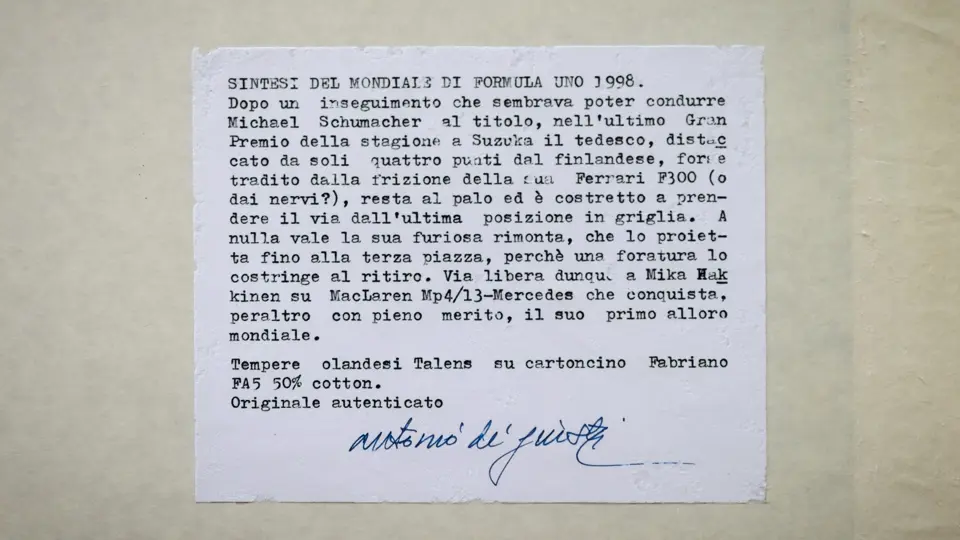 SINTESI DEL MONDIALE DI FORMULA UNO 1998.
Dopo un inseguimento che sembrava poter condurre
Michael Schumacher al titolo, nell'ultimo Gran
Premio della stagione a Suzuka il tedesco, distac
cato da soli quattro punti dal finlandese, forse
tradito dalla frizione della sua Ferrari F300 (o
dai nervi?), resta al palo ed è costretto a pren-
dere il via dall'ultima posizione in griglia. A
nulla vale la sua furiosa rimonta, che lo proiet-
ta fino alla terza piazza, perchè una foratura lo
costringe al ritiro. Via libera dunque a Mika Hak
kinen su MacLaren Mp4/13-Mercedes che conquista,
peraltro con pieno merito, il suo primo alloro
mondiale.
Tempere olandesi Talens su cartoncino Fabriano
FA5 50% cotton.
Originale autenticato
antonio de giusti